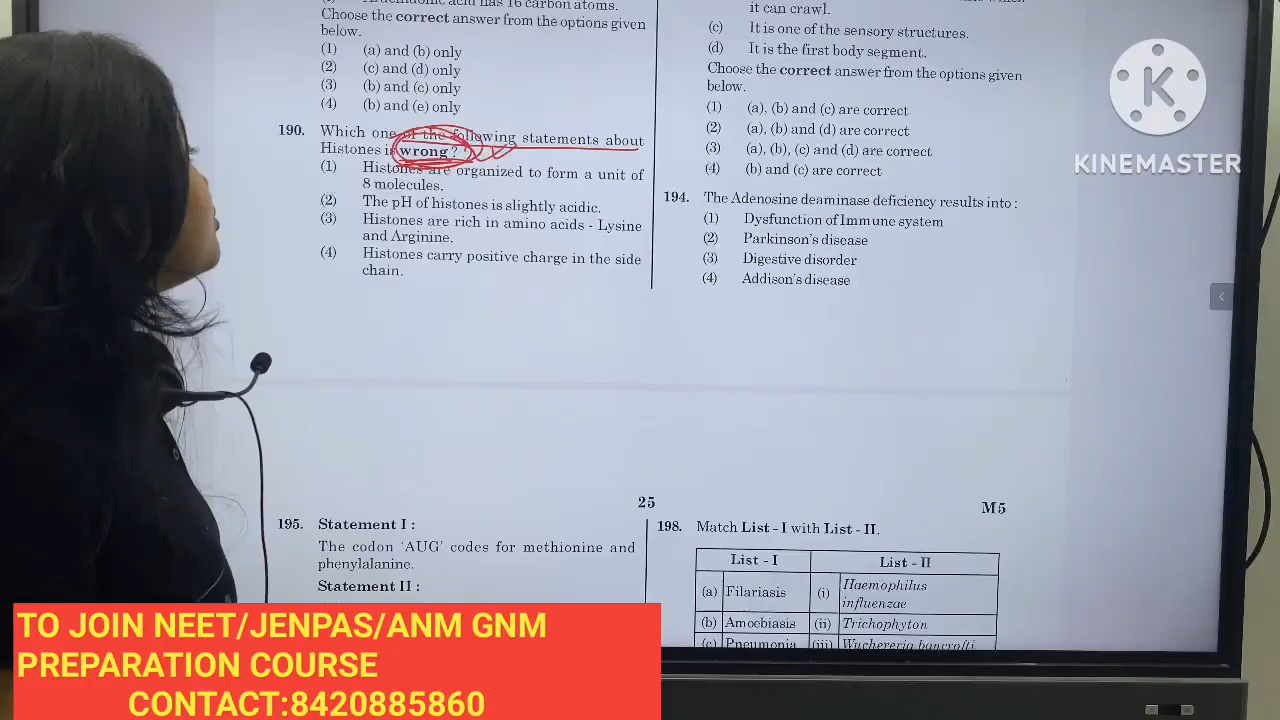 acid has 16 carbon atoms.
Choose the correct answer from the options given
below.
(1) (a) and (b) only
(2) (c) and (d) only
(3) (b) and (c) only
(4) (b) and (e) only
190. Which one of the following statements about
Histones is wrong ?
(1) Histones are organized to form a unit of
8 molecules.
(2) The pH of histones is slightly acidic.
(3) Histones are rich in amino acids - Lysine
and Arginine.
(4) Histones carry positive charge in the side
chain.
it can crawl.
(c) It is one of the sensory structures.
(d) It is the first body segment.
Choose the correct answer from the options given
below.
(1) (a), (b) and (c) are correct
(2) (a), (b) and (d) are correct
(3) (a), (b), (c) and (d) are correct
(4) (b) and (c) are correct
194. The Adenosine deaminase deficiency results into :
(1) Dysfunction of Immune system
(2) Parkinson's disease
(3) Digestive disorder
(4) Addison's disease
K
KINEMASTER
25
M5
195. Statement I :
The codon 'AUG' codes for methionine and
phenylalanine.
Statement II :
198. Match List - I with List - II.
List - I List - II
(a) Filariasis (i) Haemophilus
influenzae
(b) Amoebiasis (ii) Trichophyton
(c) Pneumonia (iii) Wuchereria bancrofti
TO JOIN NEET/JENPAS/ANM GNM
PREPARATION COURSE
CONTACT:8420885860